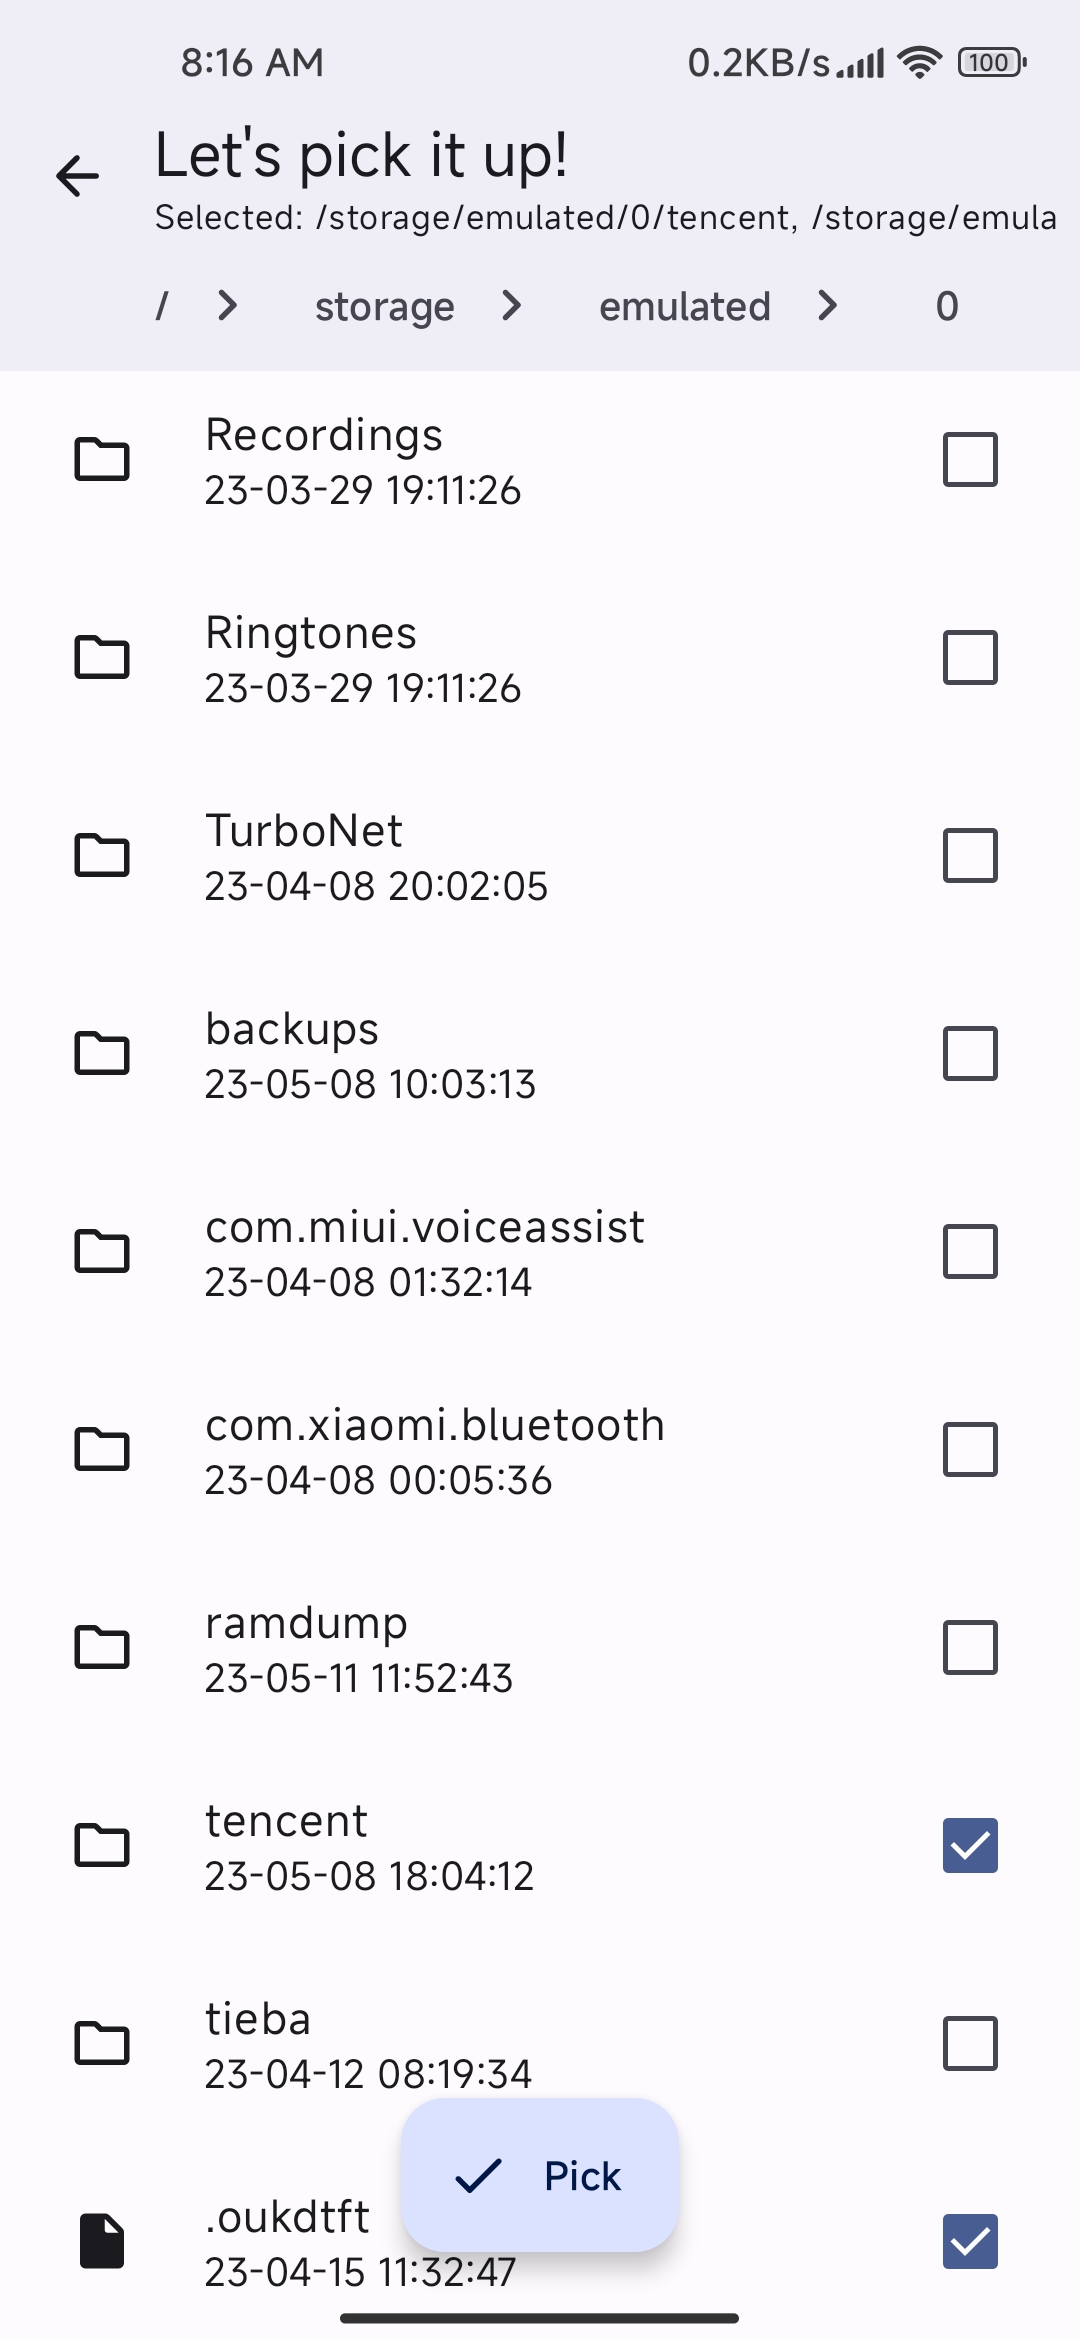 8:16 AM 0.2KB/s 100
Let's pick it up!
Selected: /storage/emulated/0/tencent, /storage/emula
/ storage emulated 0
Recordings
23-03-29 19:11:26
Ringtones
23-03-29 19:11:26
TurboNet
23-04-08 20:02:05
backups
23-05-08 10:03:13
com.miui.voiceassist
23-04-08 01:32:14
com.xiaomi.bluetooth
23-04-08 00:05:36
ramdump
23-05-11 11:52:43
tencent
23-05-08 18:04:12
tieba
23-04-12 08:19:34
Pick
.oukdtft
23-04-15 11:32:47